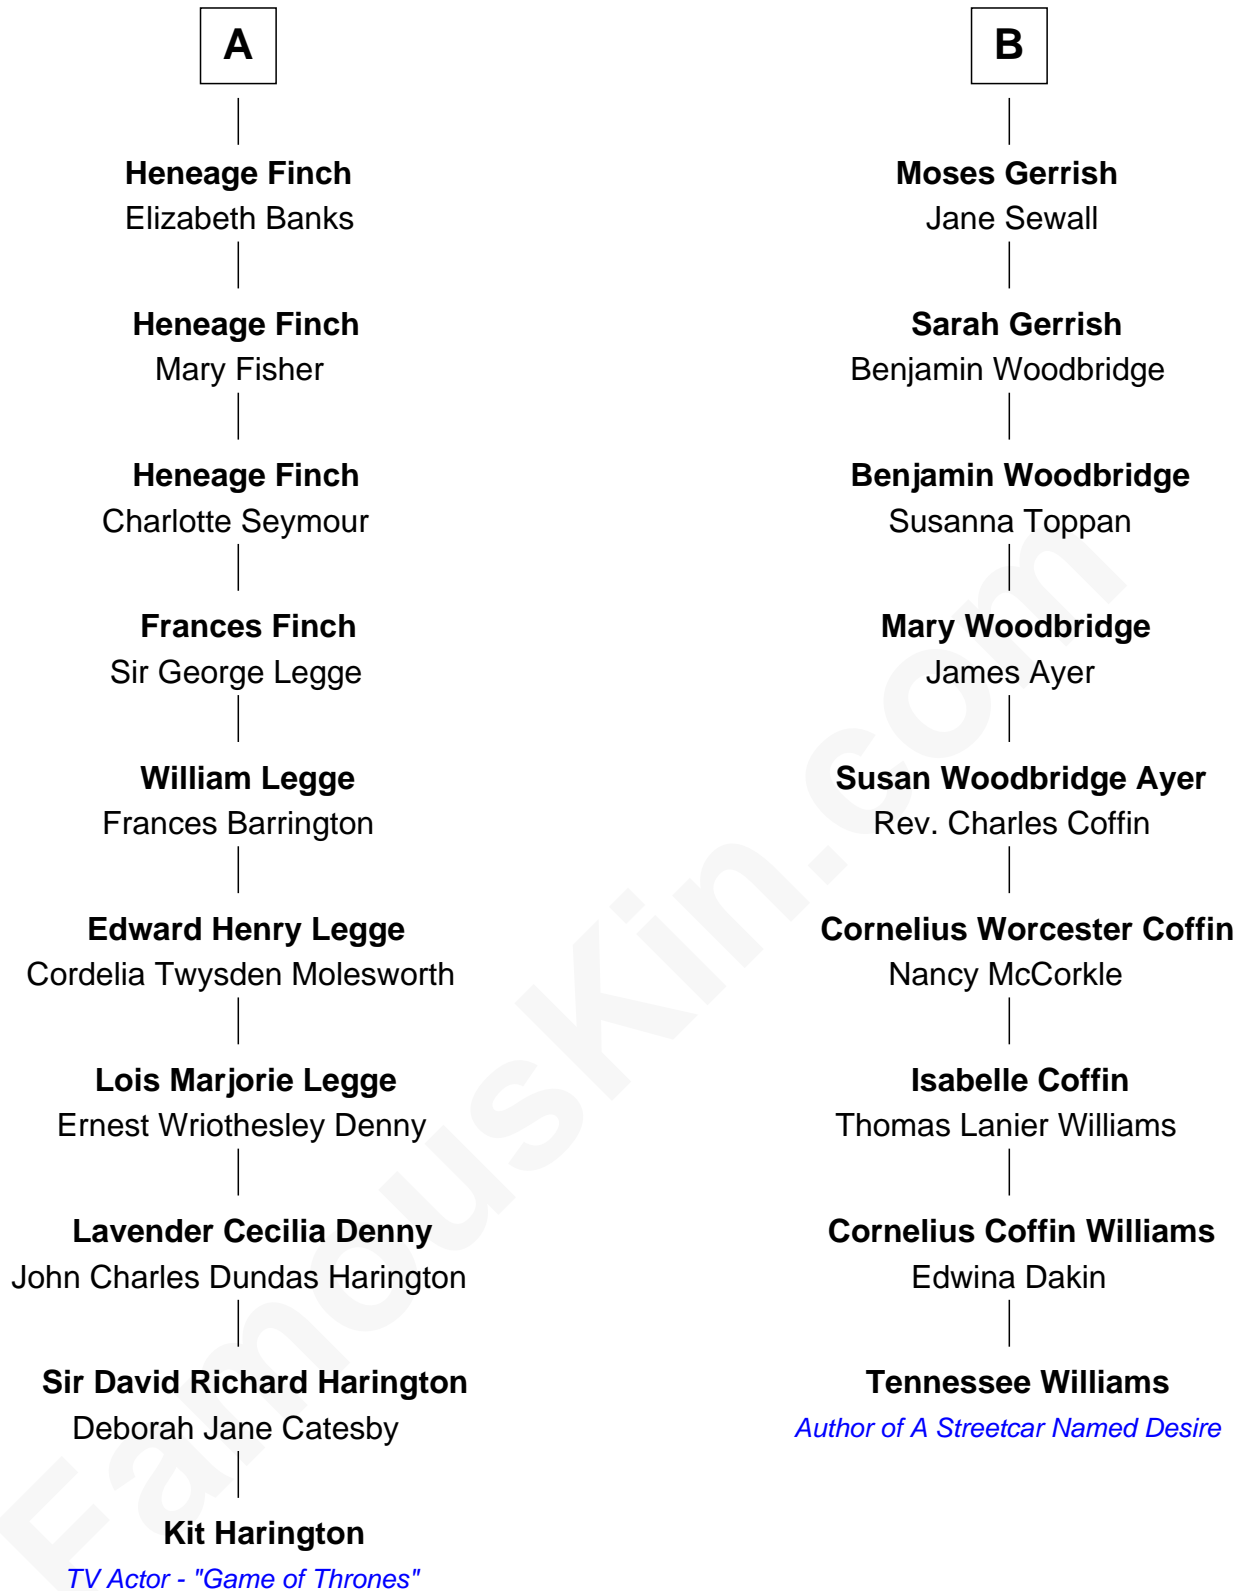 A
Heneage Finch
Elizabeth Banks
Heneage Finch
Mary Fisher
Heneage Finch
Charlotte Seymour
Frances Finch
Sir George Legge
William Legge
Frances Barrington
Edward Henry Legge
Cordelia Twysden Molesworth
Lois Marjorie Legge
Ernest Wriothesley Denny
Lavender Cecilia Denny
John Charles Dundas Harington
Sir David Richard Harington
Deborah Jane Catesby
Kit Harington
TV Actor - "Game of Thrones"
B
Moses Gerrish
Jane Sewall
Sarah Gerrish
Benjamin Woodbridge
Benjamin Woodbridge
Susanna Toppan
Mary Woodbridge
James Ayer
Susan Woodbridge Ayer
Rev. Charles Coffin
Cornelius Worcester Coffin
Nancy McCorkle
Isabelle Coffin
Thomas Lanier Williams
Cornelius Coffin Williams
Edwina Dakin
Tennessee Williams
Author of A Streetcar Named Desire
FamousKin.com